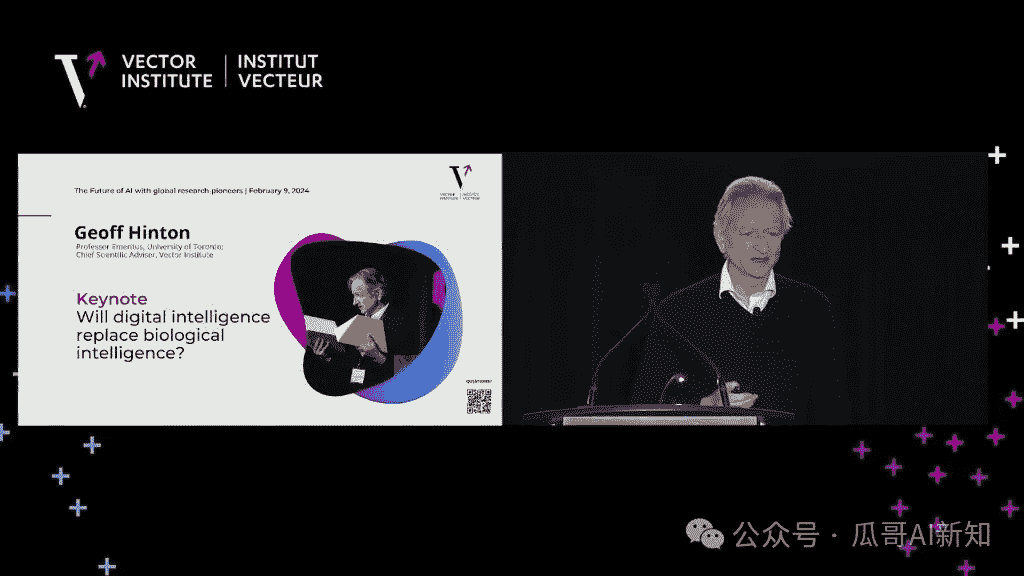 VECTOR INSTITUTE | INSTITUT VECTEUR
The Future of AI with global research pioneers | February 9, 2024
Geoff Hinton
Professor Emeritus, University of Toronto;
Chief Scientific Adviser, Vector Institute
Keynote
Will digital intelligence
replace biological
intelligence?
公众号 · 瓜哥AI新知